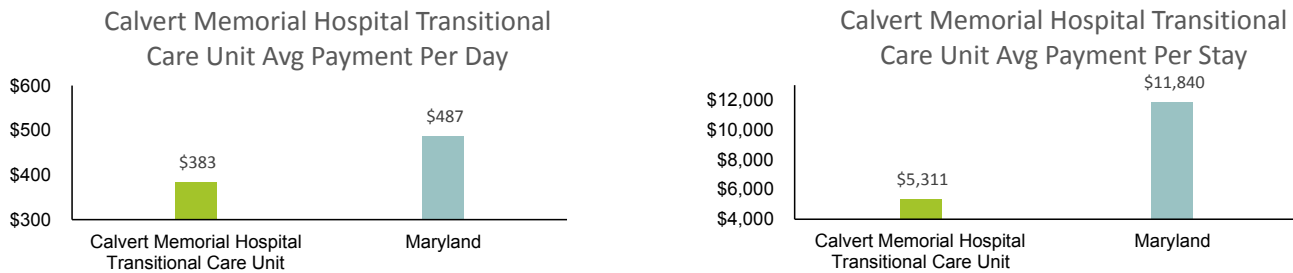 Calvert Memorial Hospital Transitional
Care Unit Avg Payment Per Day
$600
$500
$400
$300
$383
$487
Calvert Memorial Hospital
Transitional Care Unit
Maryland
Calvert Memorial Hospital Transitional
Care Unit Avg Payment Per Stay
$12,000
$10,000
$8,000
$6,000
$4,000
$5,311
$11,840
Calvert Memorial Hospital
Transitional Care Unit
Maryland